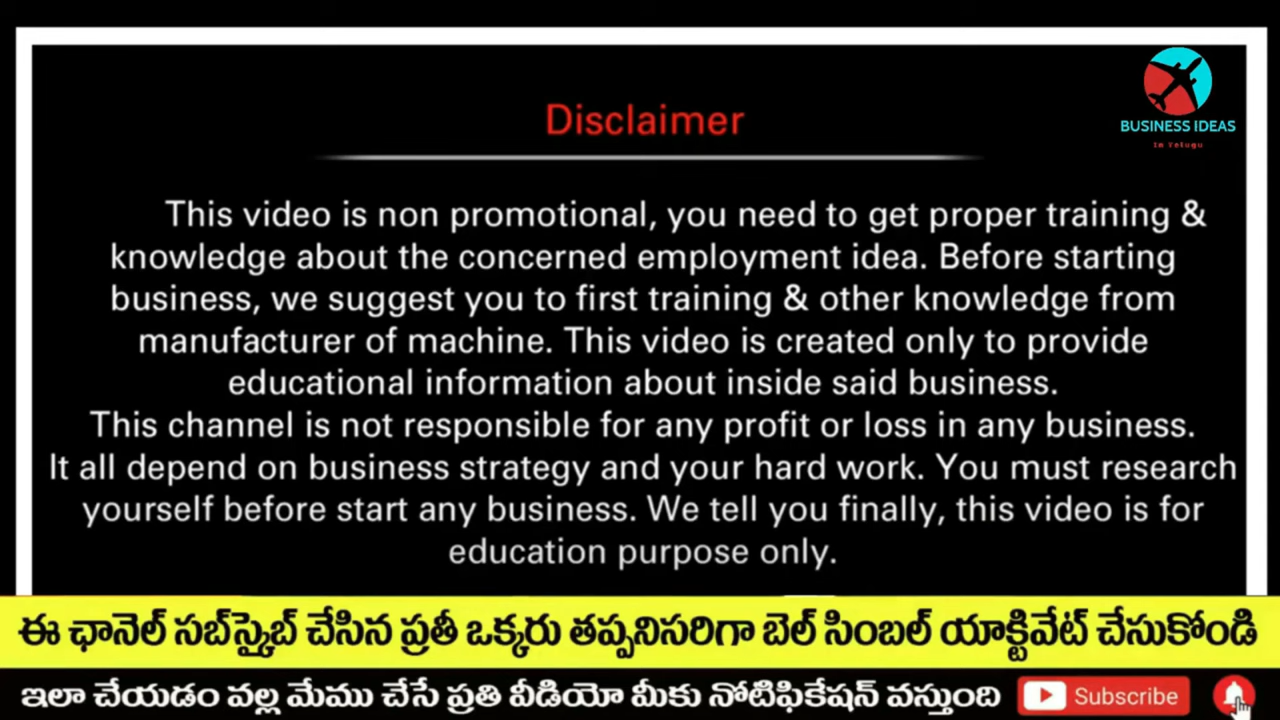 BUSINESS IDEAS
In Telugu
Disclaimer
This video is non promotional, you need to get proper training &
knowledge about the concerned employment idea. Before starting
business, we suggest you to first training & other knowledge from
manufacturer of machine. This video is created only to provide
educational information about inside said business.
This channel is not responsible for any profit or loss in any business.
It all depend on business strategy and your hard work. You must research
yourself before start any business. We tell you finally, this video is for
education purpose only.
ఈ ఛానెల్ సబ్‌స్క్రైబ్ చేసిన ప్రతీ ఒక్కరు తప్పనిసరిగా బెల్ సింబల్ యాక్టివేట్ చేసుకోండి
ఇలా చేయడం వల్ల మేము చేసే ప్రతి వీడియో మీకు నోటిఫికేషన్ వస్తుంది
Subscribe